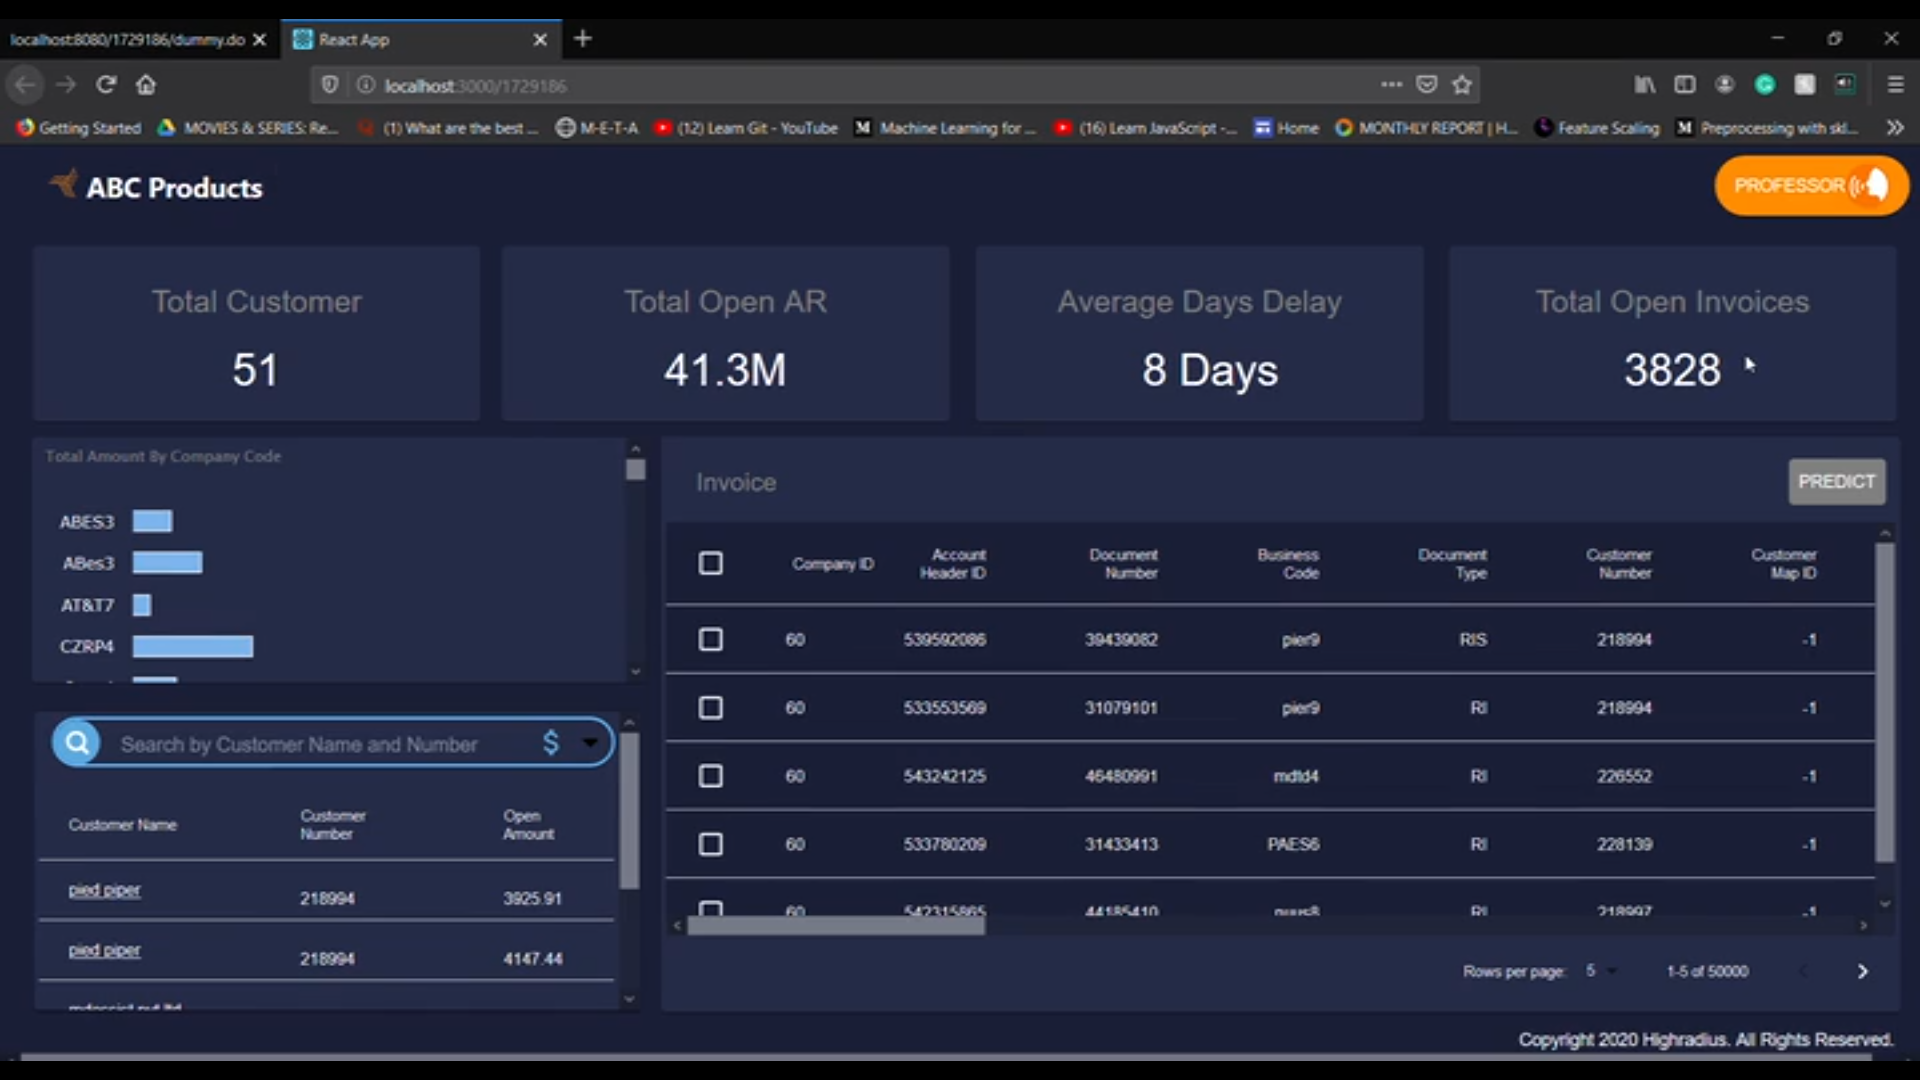 localhost:8080/1729186/dummy.do
React App
localhost:3000/1729186
Getting Started
MOVIES & SERIES: Re...
(1) What are the best ...
M-E-T-A
(12) Learn Git - YouTube
Machine Learning for ...
(16) Learn JavaScript -...
Home
MONTHLY REPORT | H...
Feature Scaling
Preprocessing with skl...
ABC Products
PROFESSOR
Total Customer
51
Total Open AR
41.3M
Average Days Delay
8 Days
Total Open Invoices
3828
Total Amount By Company Code
ABES3
ABes3
AT&T7
CZRP4
Search by Customer Name and Number
$
Customer Name
Customer
Number
Open
Amount
pied piper 218994 3925.91
pied piper 218994 4147.44
Invoice
PREDICT
Company ID
Account
Header ID
Document
Number
Business
Code
Document
Type
Customer
Number
Customer
Map ID
60 539592086 39439082 pier9 RIS 218994 -1
60 533553569 31079101 pier9 RI 218994 -1
60 543242125 46480991 mdtd4 RI 226552 -1
60 533780209 31433413 PAES6 RI 228139 -1
60 542315865 44185410 RI 218997 -1
Rows per page: 5 1-5 of 50000
Copyright 2020 Highradius. All Rights Reserved.